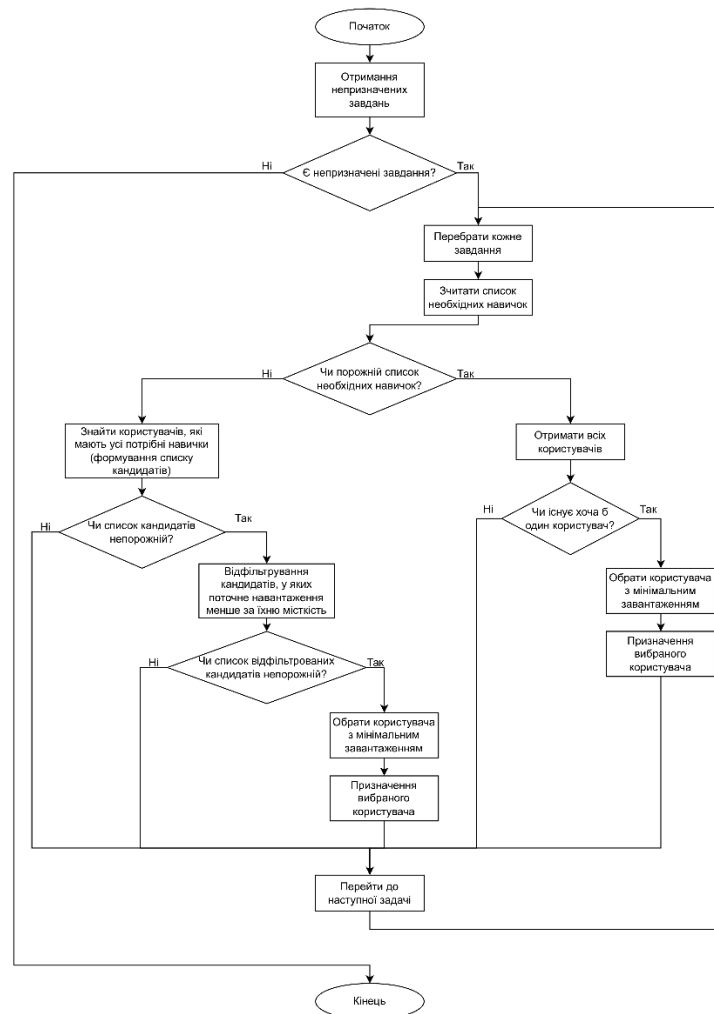 Початок
Отримання
непризначених
завдань
Ні
Є непризначені завдання?
Так
Перебрати кожне
завдання
Зчитати список
необхідних навичок
Ні
Чи порожній список
необхідних навичок?
Так
Знайти користувачів, які
мають усі потрібні навички
(формування списку
кандидатів)
Отримати всіх
користувачів
Ні
Чи список кандидатів
непорожній?
Так
Ні
Чи існує хоча б
один користувач?
Так
Відфільтрування
кандидатів, у яких
поточне навантаження
менше за їхню місткість
Обрати користувача
з мінімальним
завантаженням
Ні
Чи список відфільтрованих
кандидатів непорожній?
Так
Призначення
вибраного
користувача
Обрати користувача
з мінімальним
завантаженням
Призначення
вибраного
користувача
Перейти до
наступної задачі
Кінець